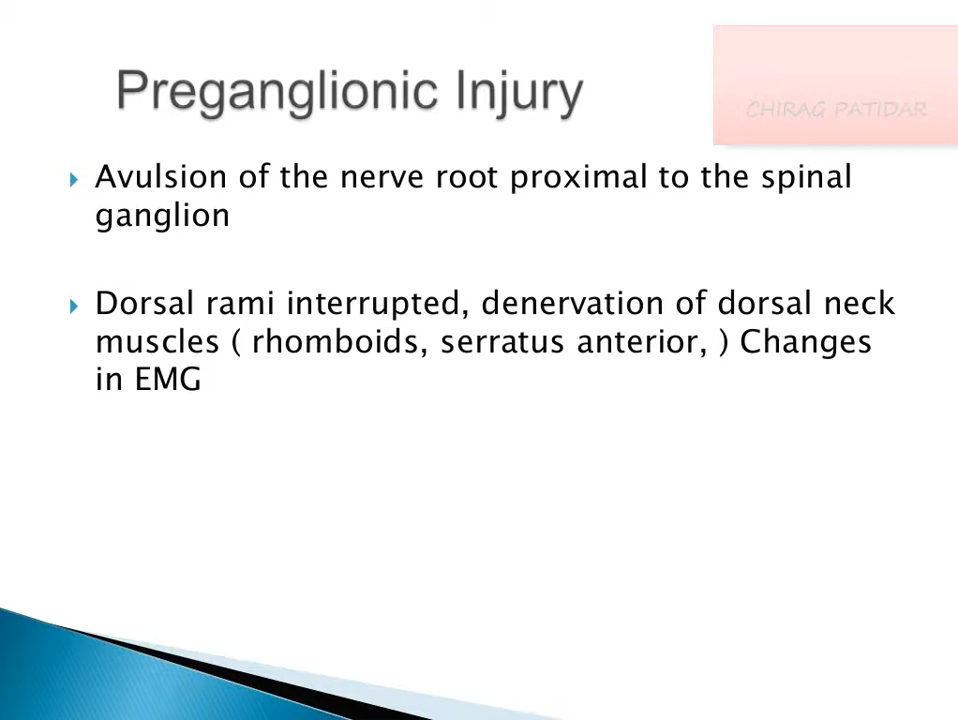 Preganglionic Injury
CHIRAG PATIDAR
Avulsion of the nerve root proximal to the spinal
ganglion
Dorsal rami interrupted, denervation of dorsal neck
muscles ( rhomboids, serratus anterior, ) Changes
in EMG